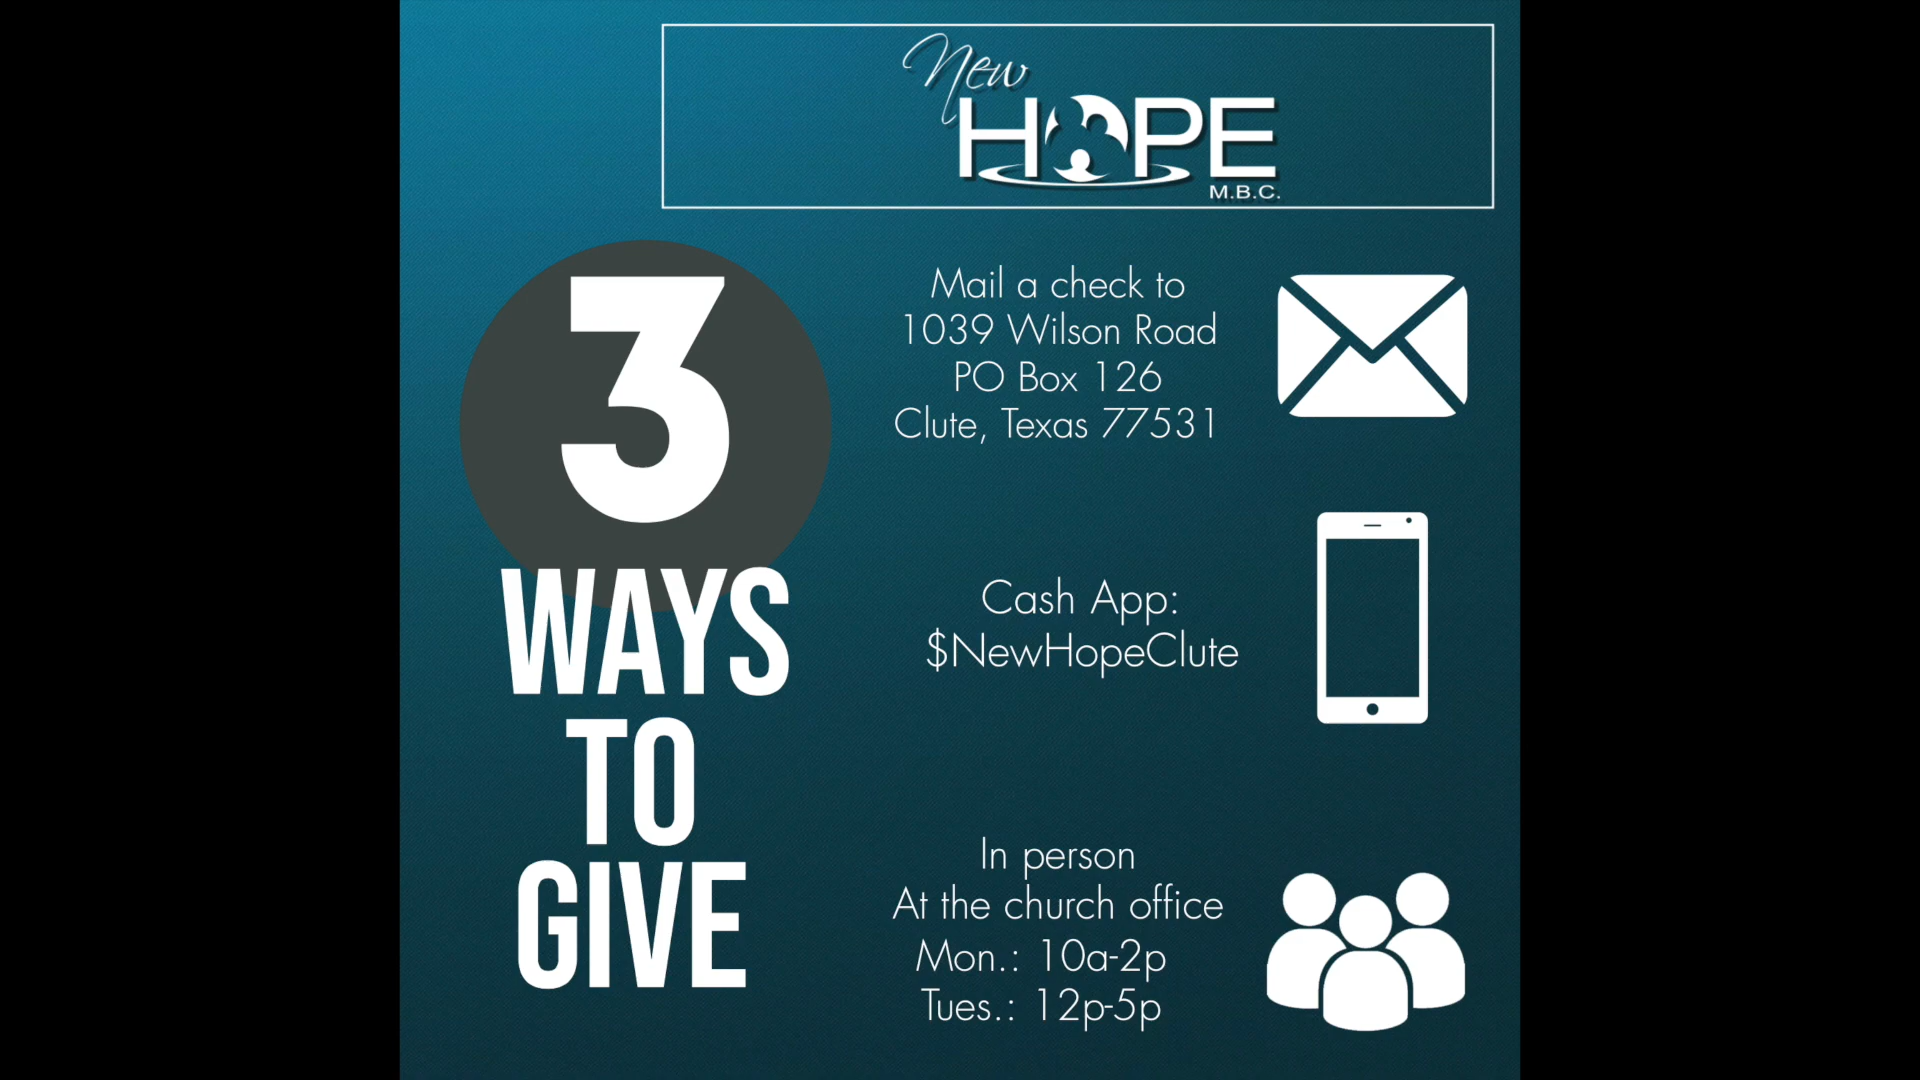 New
HOPE
M.B.C.
3
WAYS
TO
GIVE
Mail a check to
1039 Wilson Road
PO Box 126
Clute, Texas 77531
Cash App:
$NewHopeClute
In person
At the church office
Mon.: 10a-2p
Tues.: 12p-5p